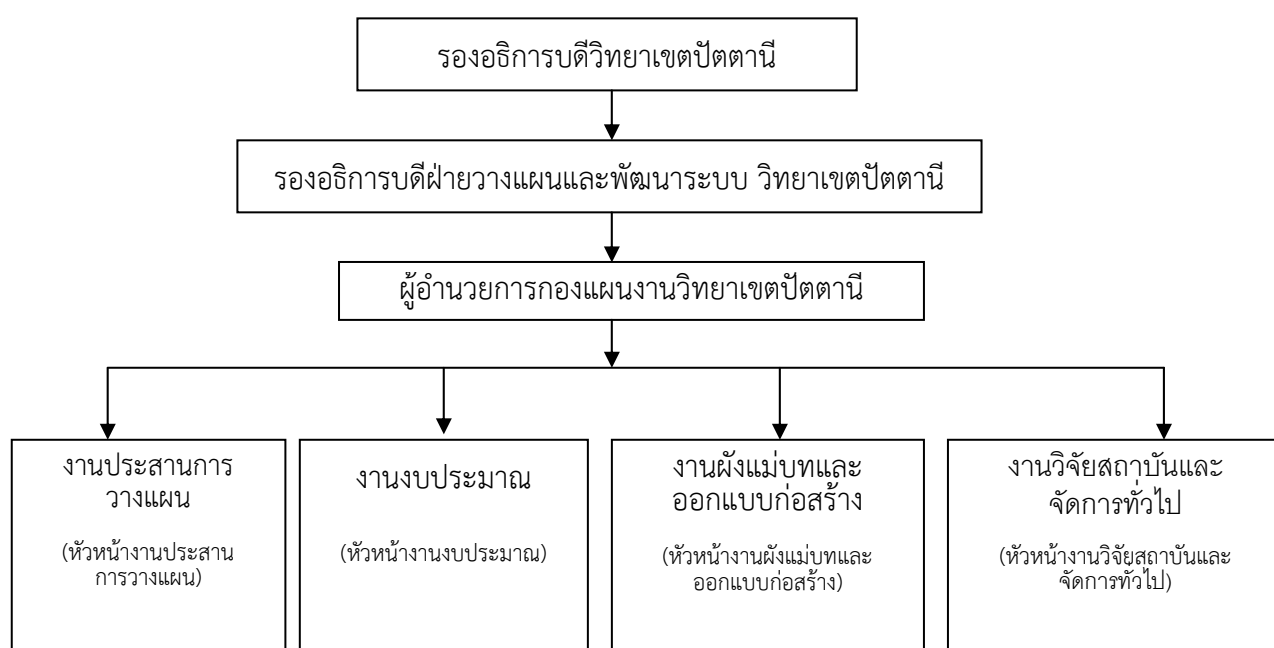 รองอธิการบดีวิทยาเขตปัตตานี
รองอธิการบดีฝ่ายวางแผนและพัฒนาระบบ วิทยาเขตปัตตานี
ผู้อำนวยการกองแผนงานวิทยาเขตปัตตานี
งานประสานการ
วางแผน
(หัวหน้างานประสาน
การวางแผน)
งานงบประมาณ
(หัวหน้างานงบประมาณ)
งานผังแม่บทและ
ออกแบบก่อสร้าง
(หัวหน้างานผังแม่บทและ
ออกแบบก่อสร้าง)
งานวิจัยสถาบันและ
จัดการทั่วไป
(หัวหน้างานวิจัยสถาบันและ
จัดการทั่วไป)